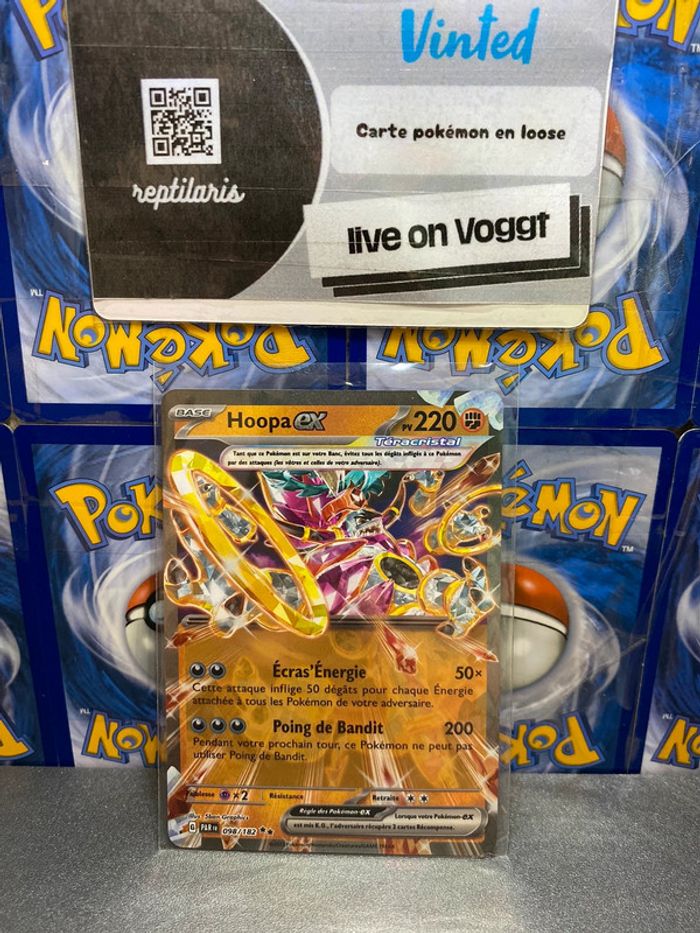 Vinted
Carte pokémon en loose
reptilaris
live on Voggt
POKÉMON
POKÉMON
BASE Hoopa ex PV 220
Téracristal
Tant que ce Pokémon est sur votre Banc, évitez tous les dégâts infligés à ce Pokémon
par des attaques (les vôtres et celles de votre adversaire).
Écras'Énergie 50×
Cette attaque inflige 50 dégâts pour chaque Énergie
attachée à tous les Pokémon de votre adversaire.
Poing de Bandit 200
Pendant votre prochain tour, ce Pokémon ne peut pas
utiliser Poing de Bandit.
Faiblesse ×2 Résistance Retraite
Illus. 5ban Graphics
Règle des Pokémon-ex Lorsque votre Pokémon-ex
est mis K.O., l'adversaire récupère 2 cartes Récompense.
G PAR FR 098/182